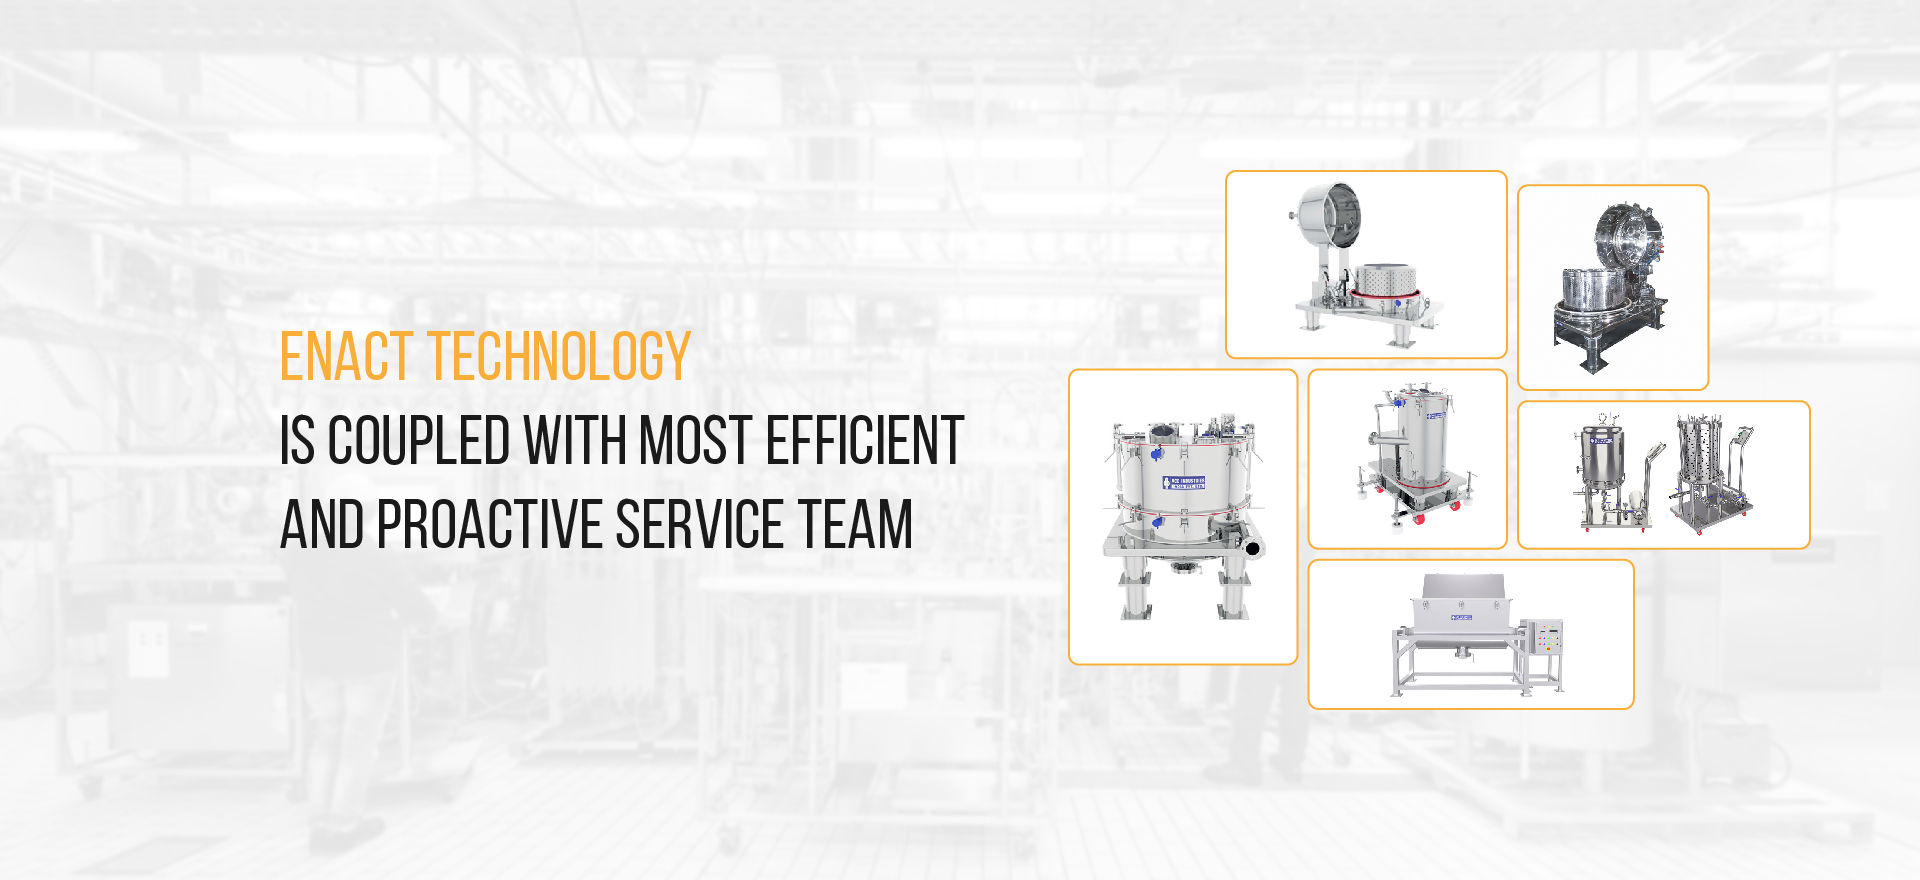 ENACT TECHNOLOGY
IS COUPLED WITH MOST EFFICIENT
AND PROACTIVE SERVICE TEAM